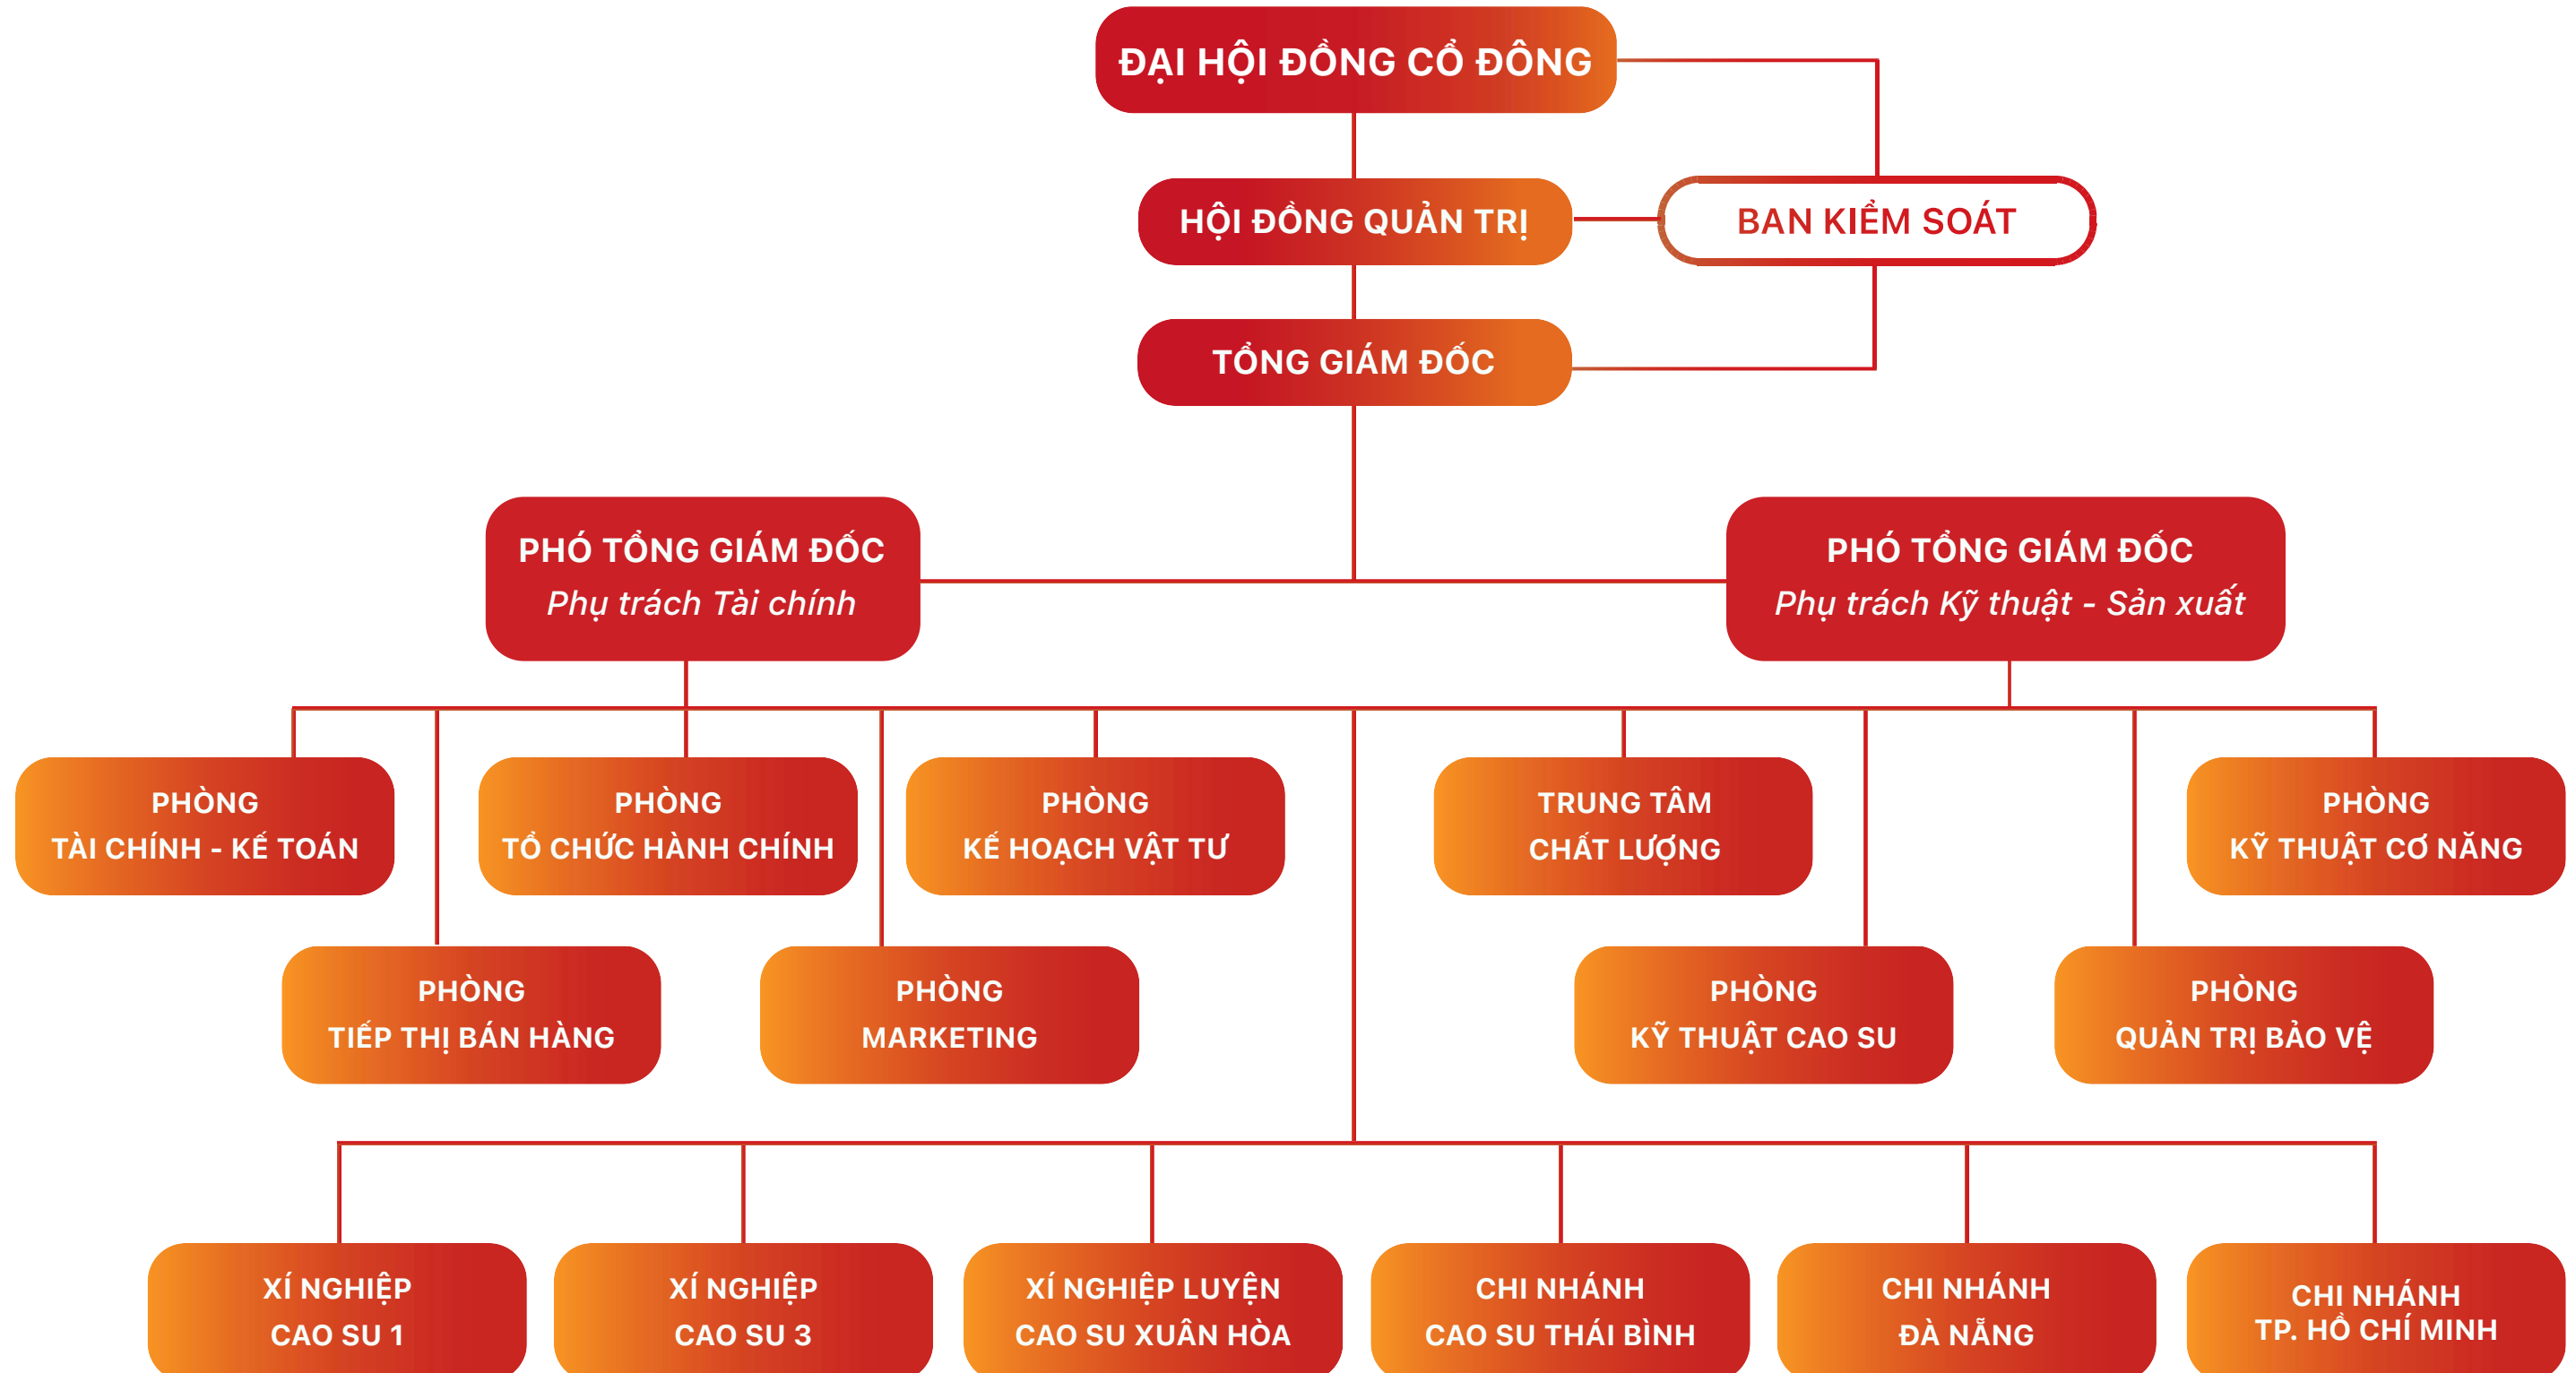 ĐẠI HỘI ĐỒNG CỔ ĐÔNG
HỘI ĐỒNG QUẢN TRỊ
BAN KIỂM SOÁT
TỔNG GIÁM ĐỐC
PHÓ TỔNG GIÁM ĐỐC
Phụ trách Tài chính
PHÓ TỔNG GIÁM ĐỐC
Phụ trách Kỹ thuật - Sản xuất
PHÒNG
TÀI CHÍNH - KẾ TOÁN
PHÒNG
TỔ CHỨC HÀNH CHÍNH
PHÒNG
KẾ HOẠCH VẬT TƯ
TRUNG TÂM
CHẤT LƯỢNG
PHÒNG
KỸ THUẬT CƠ NĂNG
PHÒNG
TIẾP THỊ BÁN HÀNG
PHÒNG
MARKETING
PHÒNG
KỸ THUẬT CAO SU
PHÒNG
QUẢN TRỊ BẢO VỆ
XÍ NGHIỆP
CAO SU 1
XÍ NGHIỆP
CAO SU 3
XÍ NGHIỆP LUYỆN
CAO SU XUÂN HÒA
CHI NHÁNH
CAO SU THÁI BÌNH
CHI NHÁNH
ĐÀ NẴNG
CHI NHÁNH
TP. HỒ CHÍ MINH